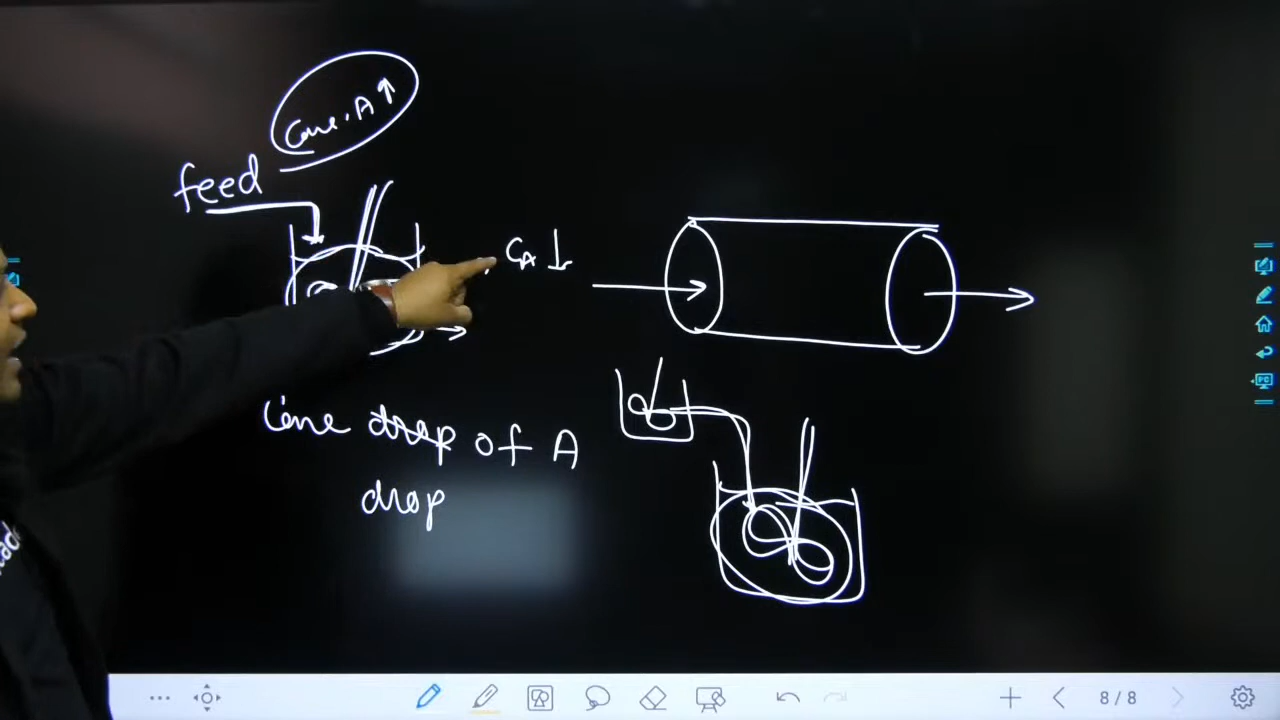 Conc. A ↑
feed
CA ↓
Conc drop of A
drop
8/8